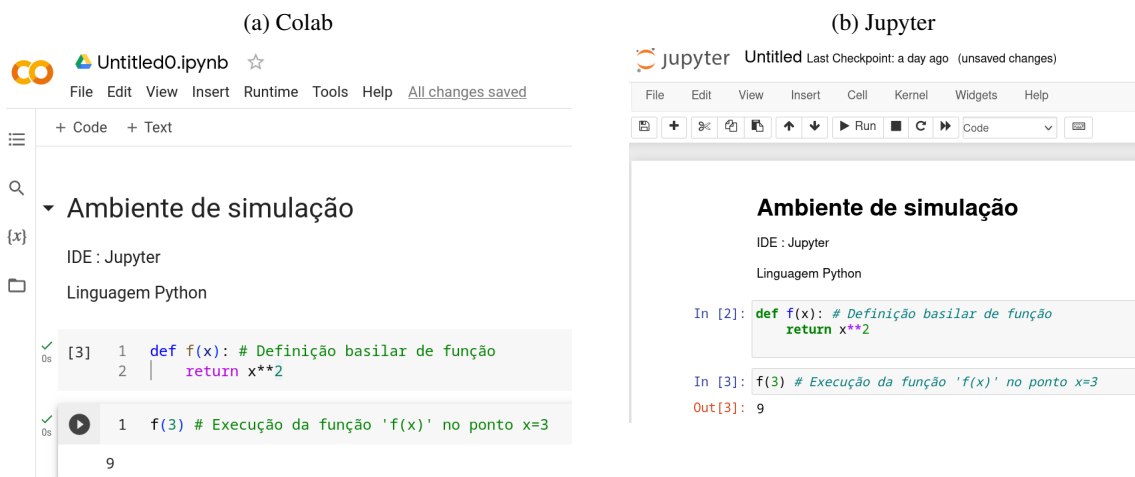 (a) Colab
CO Untitled0.ipynb
File Edit View Insert Runtime Tools Help All changes saved
+ Code + Text
Ambiente de simulação
{x}
IDE : Jupyter
Linguagem Python
0s [3] 1 def f(x): # Definição basilar de função
2 return x**2
0s 1 f(3) # Execução da função 'f(x)' no ponto x=3
9
(b) Jupyter
jupyter Untitled Last Checkpoint: a day ago (unsaved changes)
File Edit View Insert Cell Kernel Widgets Help
Run Code
Ambiente de simulação
IDE : Jupyter
Linguagem Python
In [2]: def f(x): # Definição basilar de função
return x**2
In [3]: f(3) # Execução da função 'f(x)' no ponto x=3
Out[3]: 9